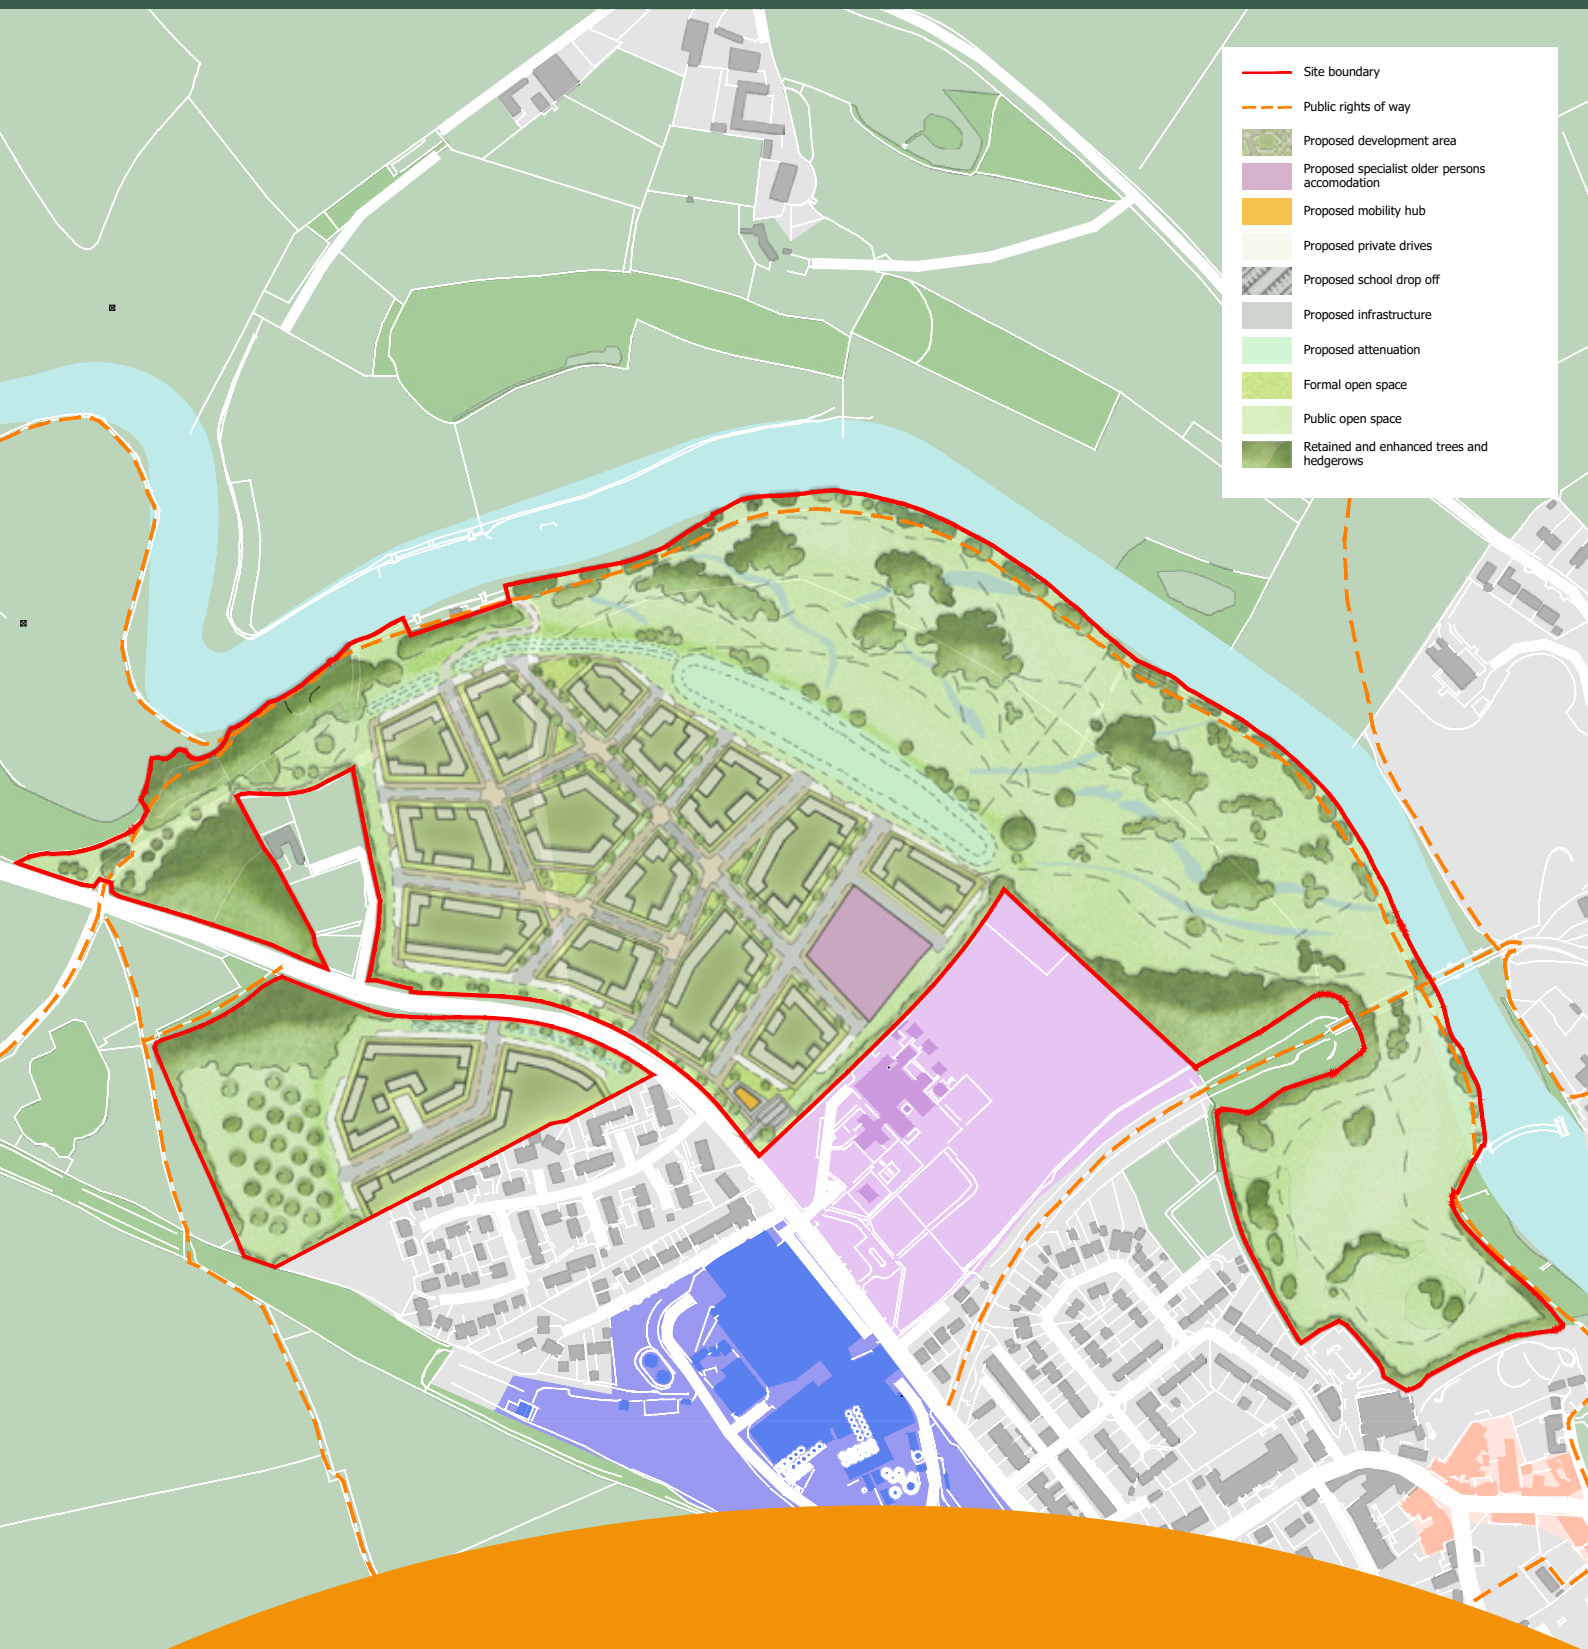 Site boundary
Public rights of way
Proposed development area
Proposed specialist older persons
accomodation
Proposed mobility hub
Proposed private drives
Proposed school drop off
Proposed infrastructure
Proposed attenuation
Formal open space
Public open space
Retained and enhanced trees and
hedgerows